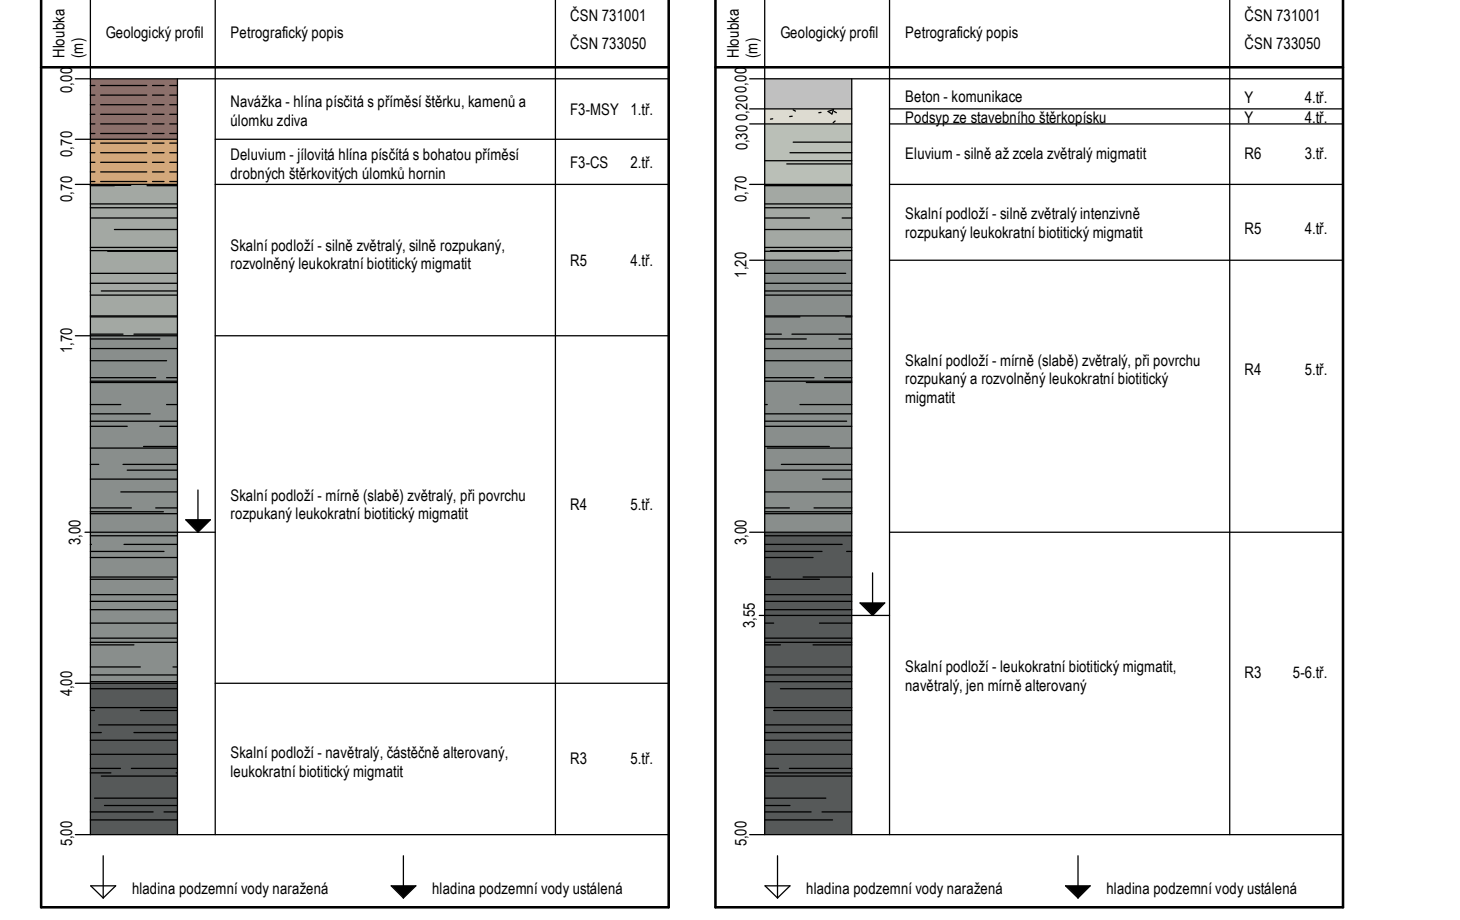 Hloubka
(m)
Geologický profil
Petrografický popis
ČSN 731001
ČSN 733050
0,00
Navážka - hlína písčitá s příměsí štěrku, kamenů a
úlomku zdiva
F3-MSY 1.tř.
0,70
Deluvium - jílovitá hlína písčítá s bohatou příměsí
drobných štěrkovitých úlomků hornin
F3-CS 2.tř.
0,70
Skalní podloží - silně zvětralý, silně rozpukaný,
rozvolněný leukokratní biotitický migmatit
R5 4.tř.
1,70
Skalní podloží - mírně (slabě) zvětralý, při povrchu
rozpukaný leukokratní biotitický migmatit
R4 5.tř.
3,00
4,00
Skalní podloží - navětralý, částěčně alterovaný,
leukokratní biotitický migmatit
R3 5.tř.
5,00
hladina podzemní vody naražená
hladina podzemní vody ustálená
Hloubka
(m)
Geologický profil
Petrografický popis
ČSN 731001
ČSN 733050
0,00
Beton - komunikace
Y 4.tř.
0,20
Podsyp ze stavebního štěrkopísku
Y 4.tř.
0,30
Eluvium - silně až zcela zvětralý migmatit
R6 3.tř.
0,70
Skalní podloží - silně zvětralý intenzivně
rozpukaný leukokratní biotitický migmatit
R5 4.tř.
1,20
Skalní podloží - mírně (slabě) zvětralý, při povrchu
rozpukaný a rozvolněný leukokratní biotitický
migmatit
R4 5.tř.
3,00
3,55
Skalní podloží - leukokratní biotitický migmatit,
navětralý, jen mírně alterovaný
R3 5-6.tř.
5,00
hladina podzemní vody naražená
hladina podzemní vody ustálená